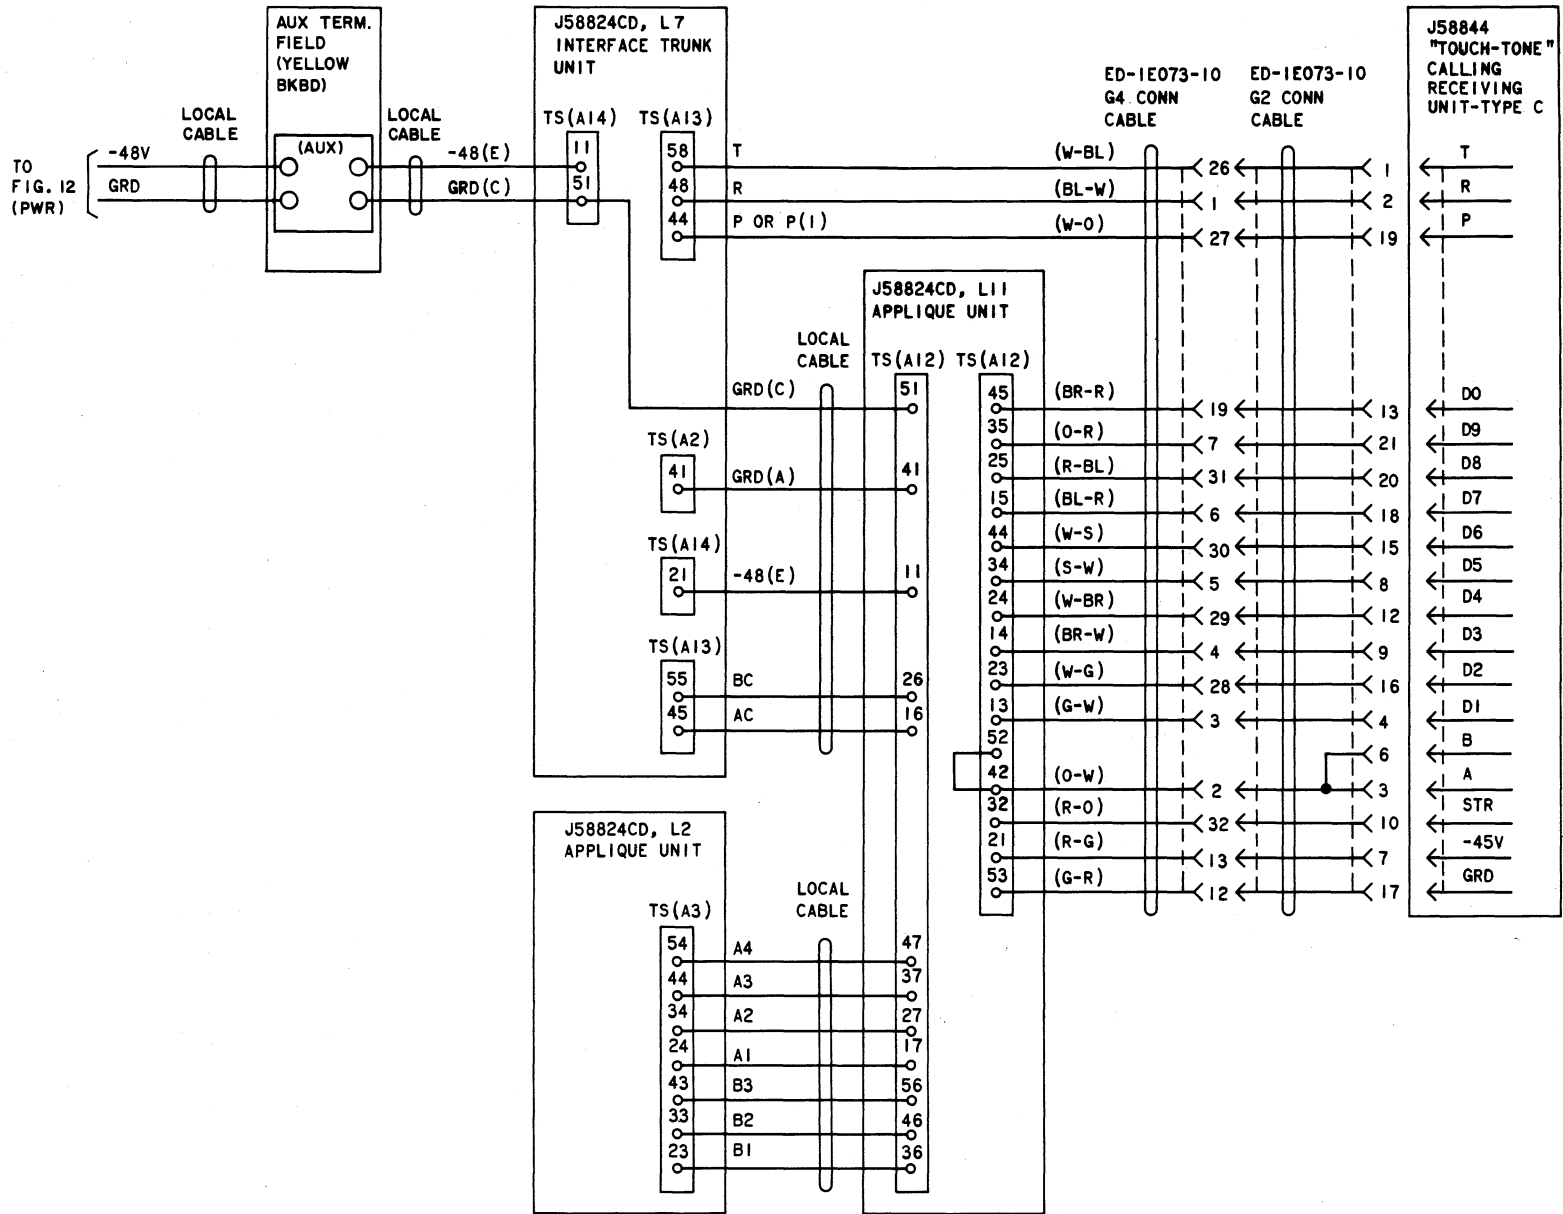 AUX TERM.
FIELD
(YELLOW
BKBD)
J58824CD, L7
INTERFACE TRUNK
UNIT
J58844
"TOUCH-TONE"
CALLING
RECEIVING
UNIT-TYPE C
ED-1E073-10
G4 CONN
CABLE
ED-1E073-10
G2 CONN
CABLE
LOCAL
CABLE
LOCAL
CABLE
TS(A14)
TS(A13)
(AUX)
TO
FIG. 12
(PWR)
-48V
-48(E)
11
58
T
(W-BL)
26
1
T
GRD
GRD(C)
51
48
R
(BL-W)
1
2
R
44
P OR P(1)
(W-O)
27
19
P
J58824CD, L11
APPLIQUE UNIT
LOCAL
CABLE
TS(A12)
TS(A12)
GRD(C)
51
45
(BR-R)
19
13
D0
35
(O-R)
7
21
D9
TS(A2)
41
GRD(A)
41
25
(R-BL)
31
20
D8
15
(BL-R)
6
18
D7
44
(W-S)
30
15
D6
TS(A14)
21
-48(E)
11
34
(S-W)
5
8
D5
24
(W-BR)
29
12
D4
14
(BR-W)
4
9
D3
TS(A13)
55
BC
26
23
(W-G)
28
16
D2
45
AC
16
13
(G-W)
3
4
D1
52
6
B
42
(O-W)
2
3
A
32
(R-O)
32
10
STR
21
(R-G)
13
7
-45V
53
(G-R)
12
17
GRD
J58824CD, L2
APPLIQUE UNIT
LOCAL
CABLE
TS(A3)
54
A4
47
44
A3
37
34
A2
27
24
A1
17
43
B3
56
33
B2
46
23
B1
36